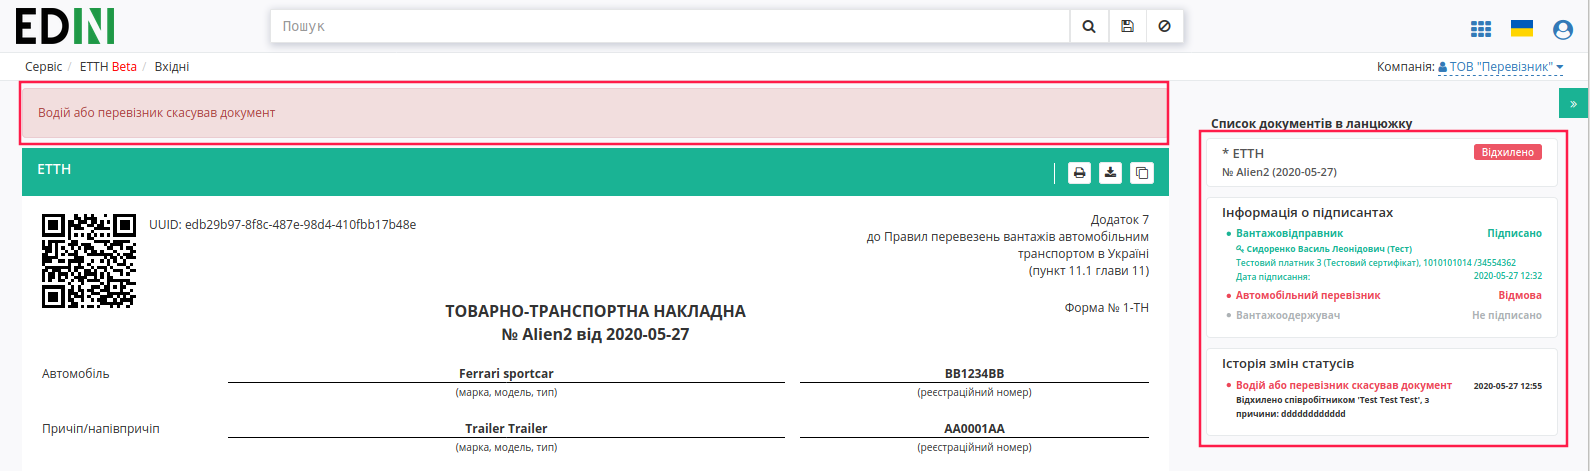 EDIN
Пошук
Сервіс / ЕТТН Beta / Вхідні
Компанія: ТОВ "Перевізник"
Водій або перевізник скасував документ
»
ЕТТН
UUID: edb29b97-8f8c-487e-98d4-410fbb17b48e
Додаток 7
до Правил перевезень вантажів автомобільним
транспортом в Україні
(пункт 11.1 глави 11)
ТОВАРНО-ТРАНСПОРТНА НАКЛАДНА
№ Alien2 від 2020-05-27
Форма № 1-ТН
Автомобіль
Ferrari sportcar
BB1234BB
(марка, модель, тип)
(реєстраційний номер)
Причіп/напівпричіп
Trailer Trailer
AA0001AA
(марка, модель, тип)
(реєстраційний номер)
Список документів в ланцюжку
* ЕТТН
Відхилено
№ Alien2 (2020-05-27)
Інформація о підписантах
Вантажовідправник Підписано
Сидоренко Василь Леонідович (Тест)
Тестовий платник 3 (Тестовий сертифікат), 1010101014 /34554362
Дата підписання: 2020-05-27 12:32
Автомобільний перевізник Відмова
Вантажоодержувач Не підписано
Історія змін статусів
Водій або перевізник скасував документ 2020-05-27 12:55
Відхилено співробітником 'Test Test Test', з
причини: dddddddddddd